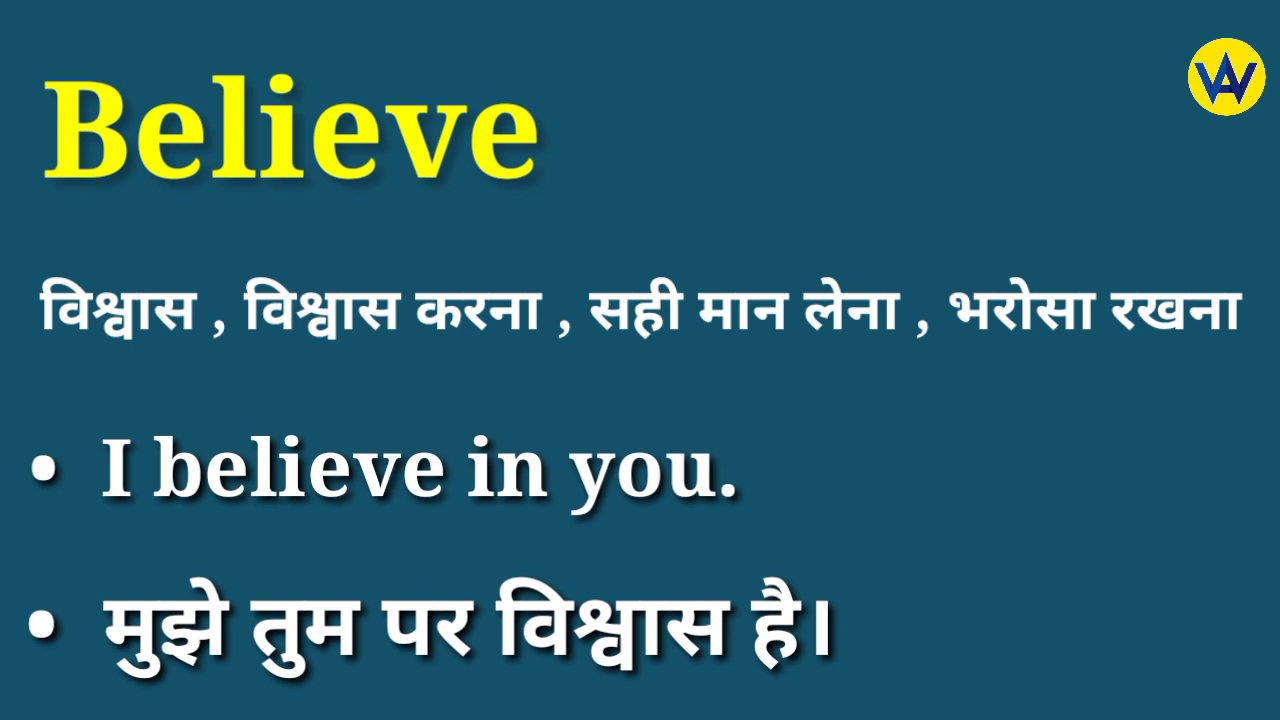 Believe
विश्वास , विश्वास करना , सही मान लेना , भरोसा रखना
• I believe in you.
• मुझे तुम पर विश्वास है।